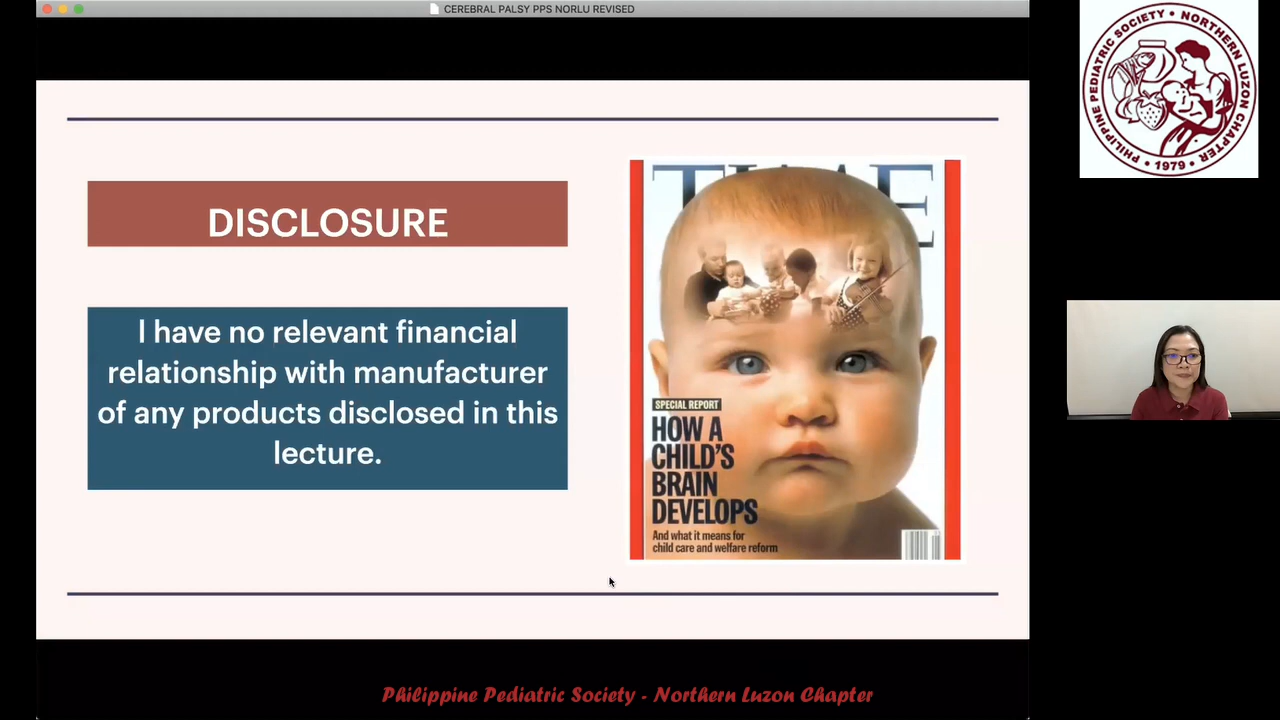 CEREBRAL PALSY PPS NORLU REVISED
DISCLOSURE
I have no relevant financial
relationship with manufacturer
of any products disclosed in this
lecture.
TIME
SPECIAL REPORT
HOW A
CHILD'S
BRAIN
DEVELOPS
And what it means for
child care and welfare reform
PHILIPPINE PEDIATRIC SOCIETY • NORTHERN LUZON CHAPTER
• 1979 •
Philippine Pediatric Society - Northern Luzon Chapter